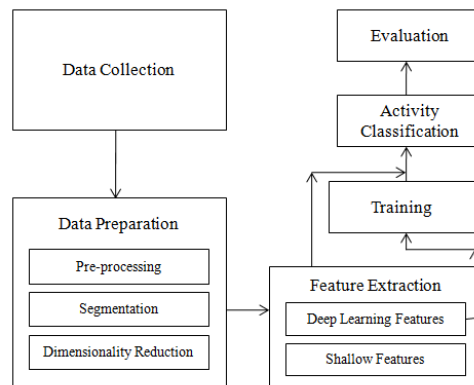 Data Collection
Data Preparation
Pre-processing
Segmentation
Dimensionality Reduction
Feature Extraction
Deep Learning Features
Shallow Features
Training
Activity
Classification
Evaluation